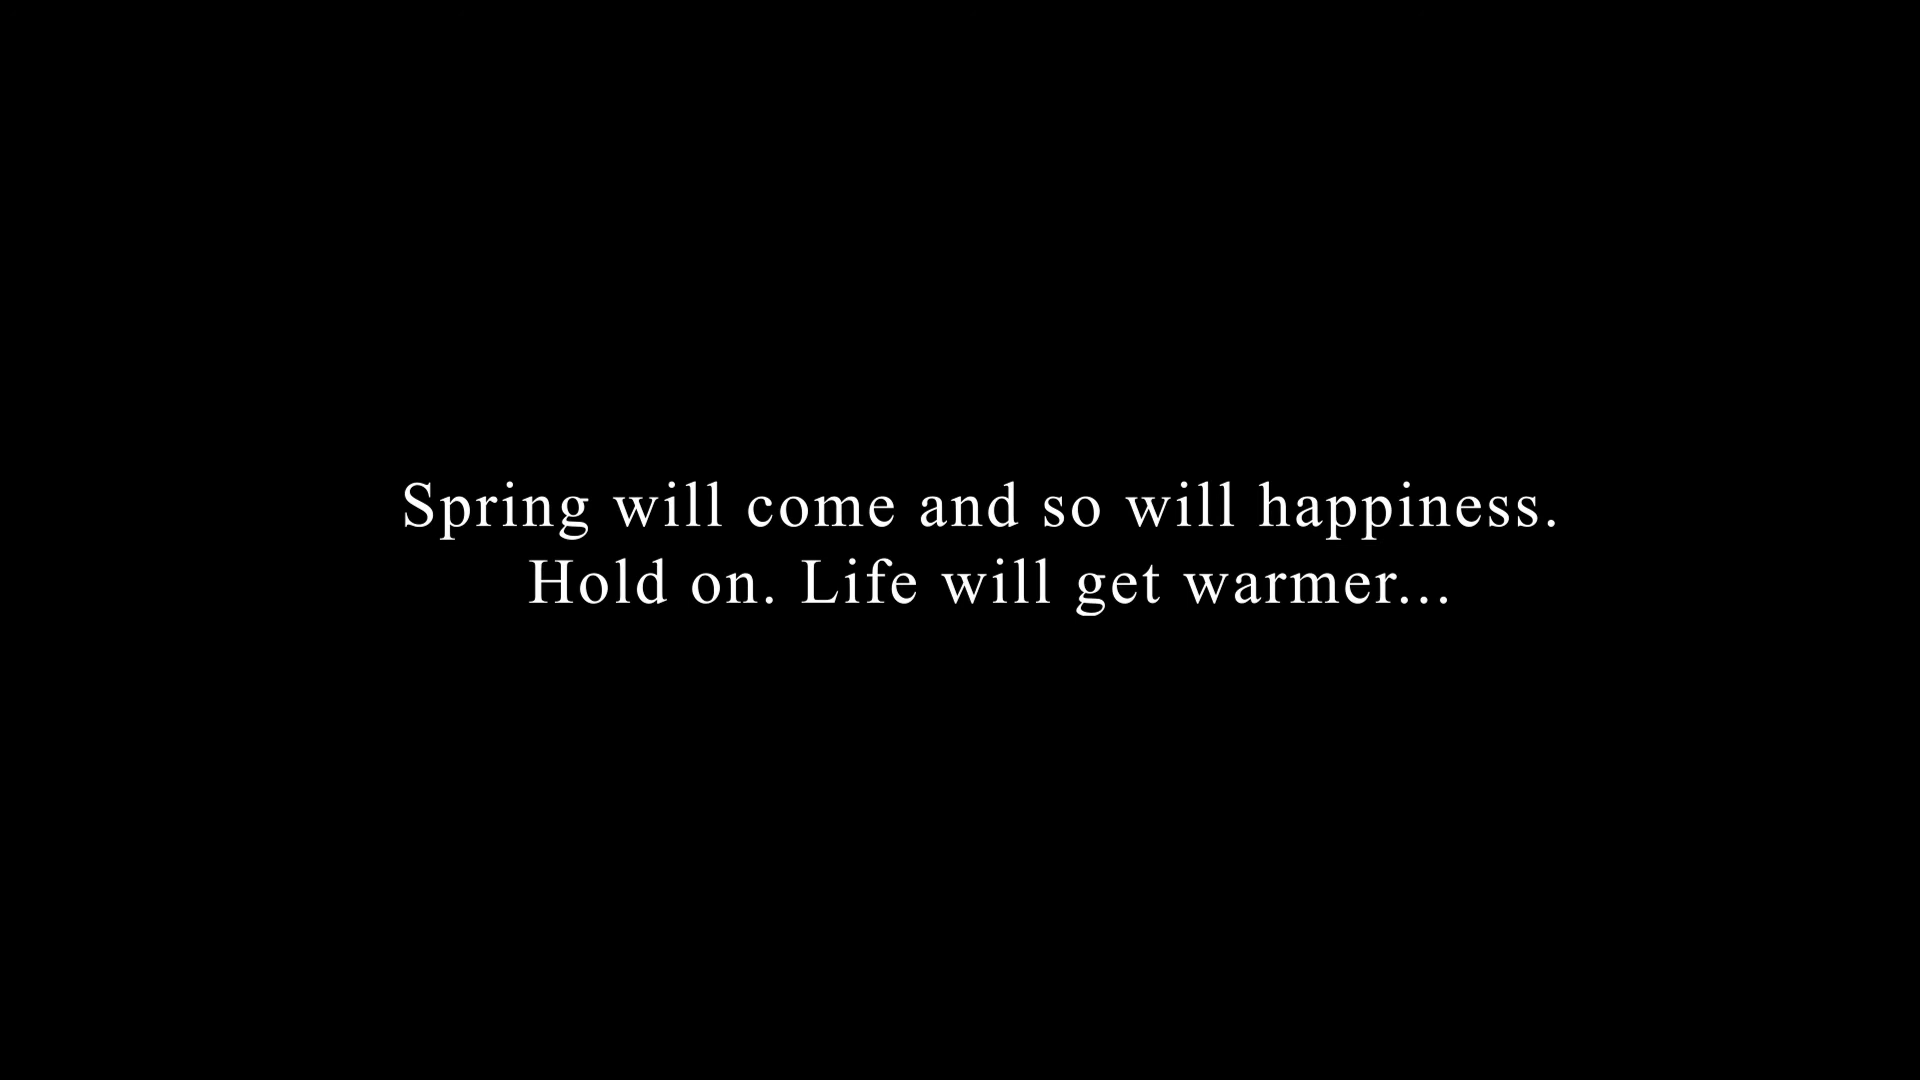 Spring will come and so will happiness.
Hold on. Life will get warmer...